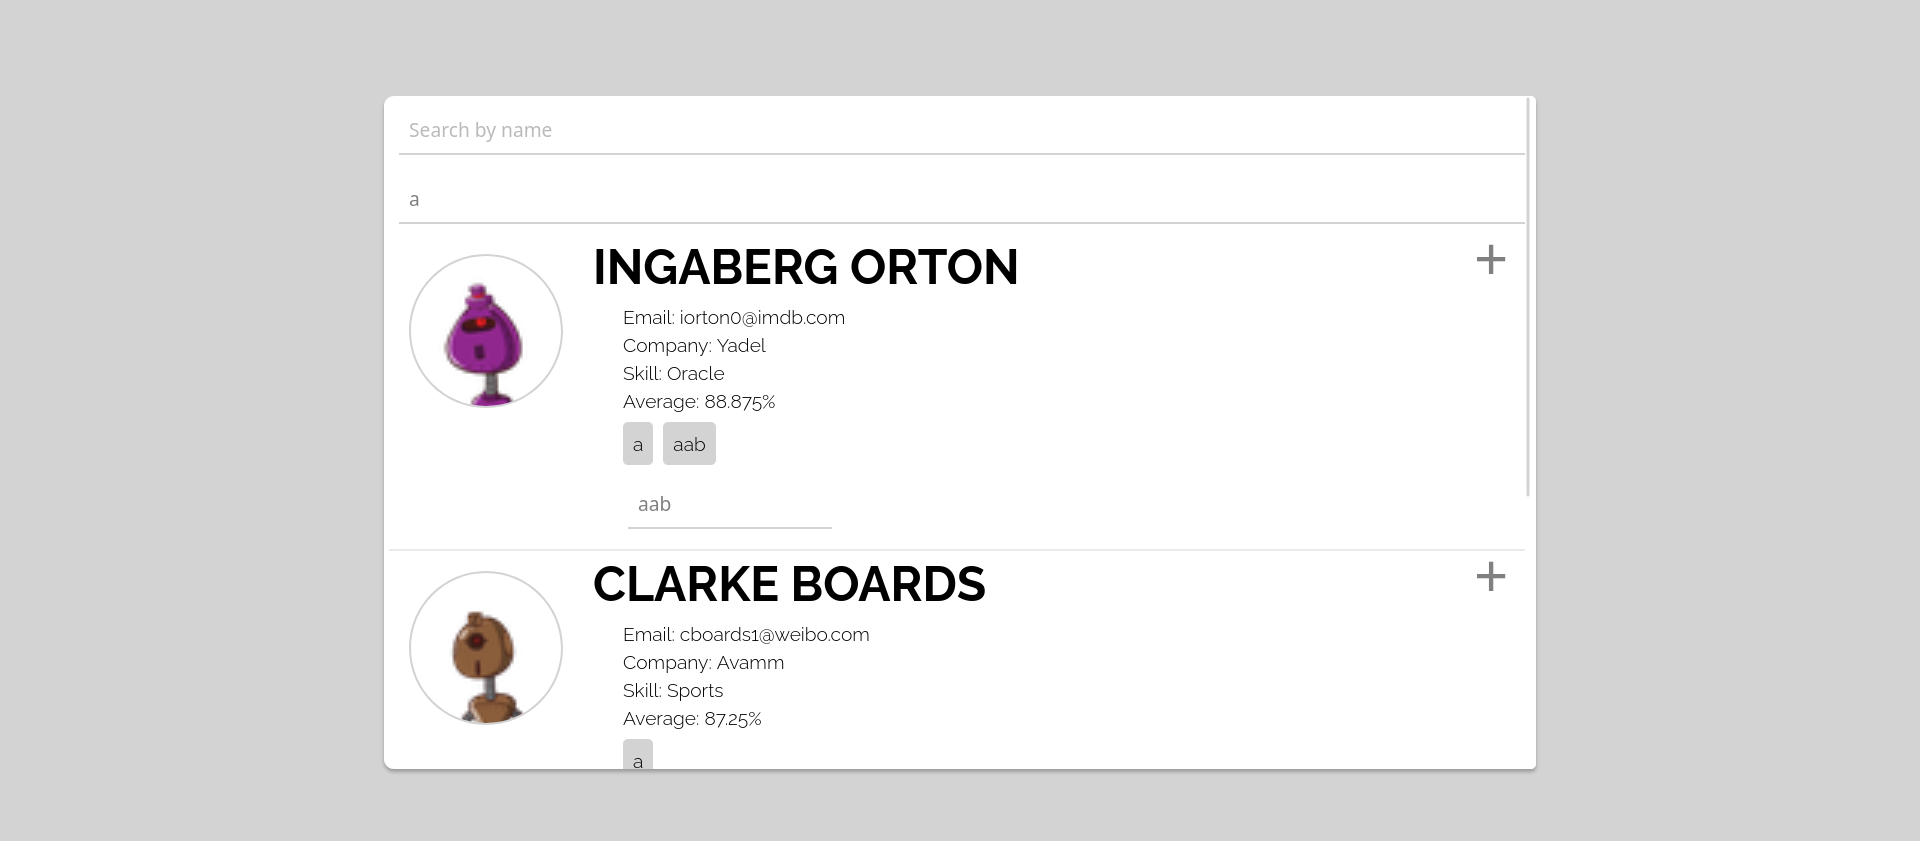 Search by name
a
INGABERG ORTON
+
Email: iorton0@imdb.com
Company: Yadel
Skill: Oracle
Average: 88.875%
a aab
aab
CLARKE BOARDS
+
Email: cboards1@weibo.com
Company: Avamm
Skill: Sports
Average: 87.25%
a